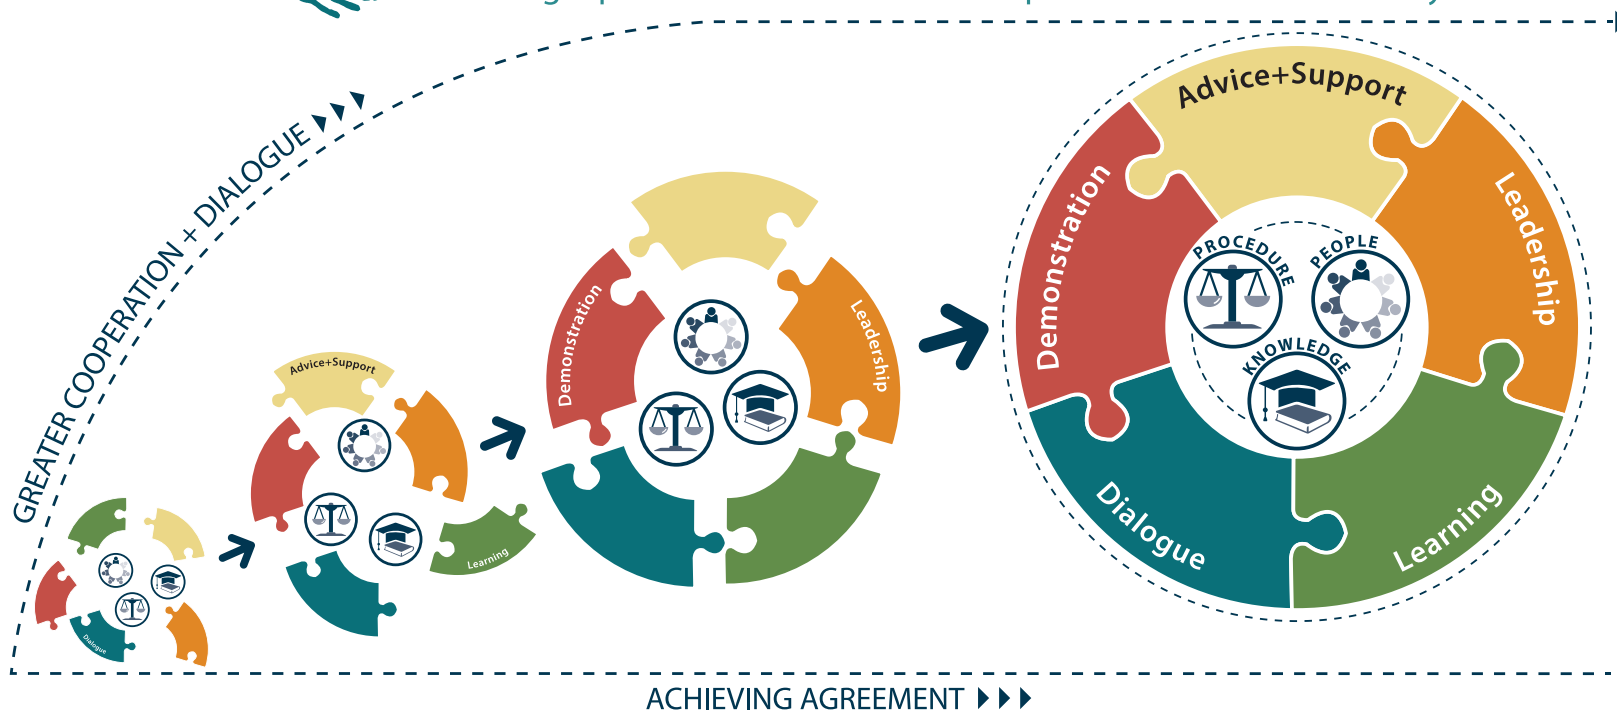 GREATER COOPERATION + DIALOGUE
Dialogue
Advice+Support
Learning
Demonstration
Leadership
Advice+Support
Leadership
Demonstration
PROCEDURE
PEOPLE
KNOWLEDGE
Dialogue
Learning
ACHIEVING AGREEMENT